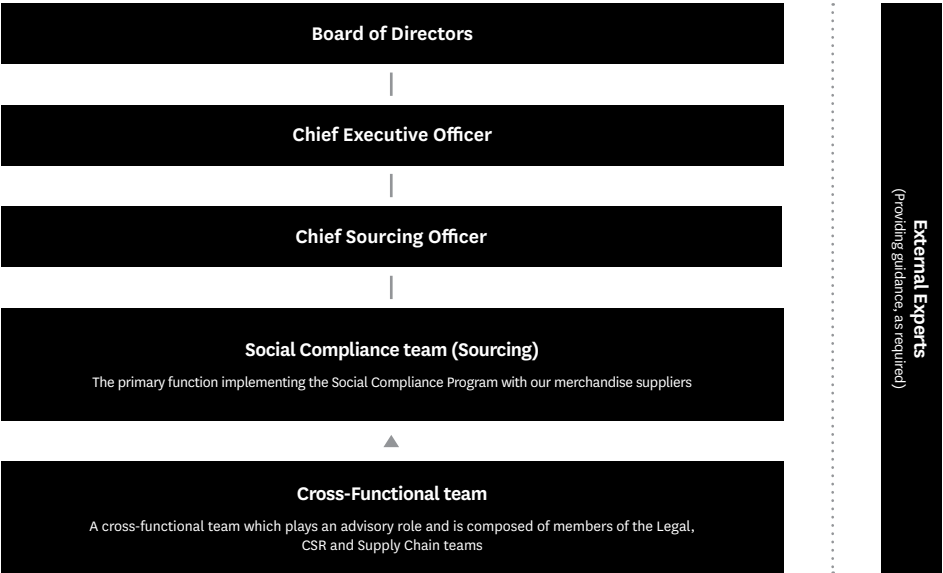 Board of Directors
Chief Executive Officer
Chief Sourcing Officer
Social Compliance team (Sourcing)
The primary function implementing the Social Compliance Program with our merchandise suppliers
Cross-Functional team
A cross-functional team which plays an advisory role and is composed of members of the Legal,
CSR and Supply Chain teams
External Experts
(Providing guidance, as required)